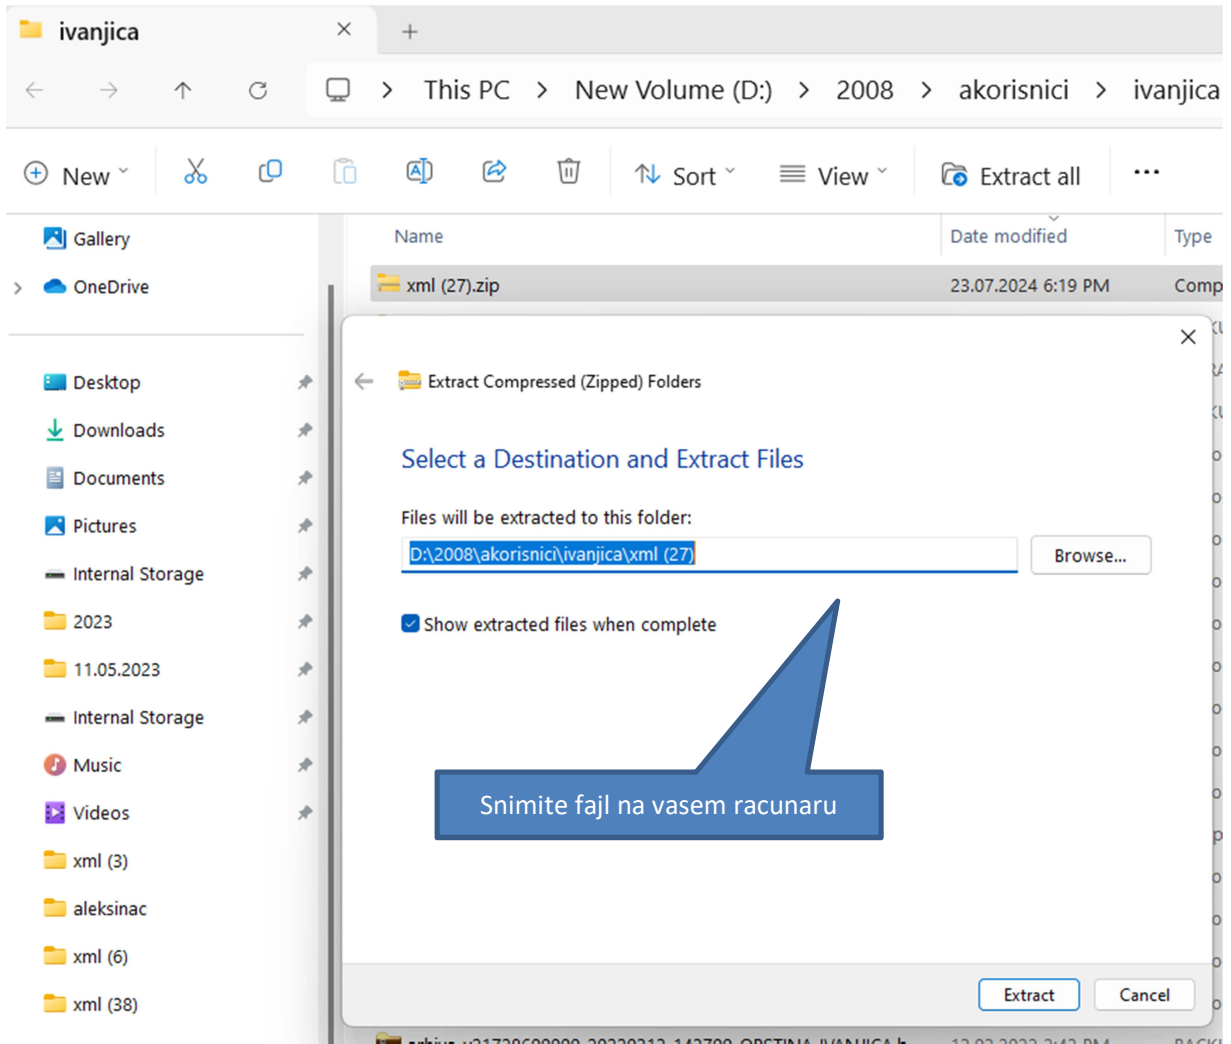 ivanjica
This PC > New Volume (D:) > 2008 > akorisnici > ivanjica
New Sort View Extract all ...
Name Date modified Type
Gallery
xml (27).zip 23.07.2024 6:19 PM Comp
OneDrive
Desktop
Downloads
Documents
Pictures
Internal Storage
2023
11.05.2023
Internal Storage
Music
Videos
xml (3)
aleksinac
xml (6)
xml (38)
Extract Compressed (Zipped) Folders
Select a Destination and Extract Files
Files will be extracted to this folder:
D:\2008\akorisnici\ivanjica\xml (27)
Browse...
Show extracted files when complete
Snimite fajl na vasem racunaru
Extract Cancel